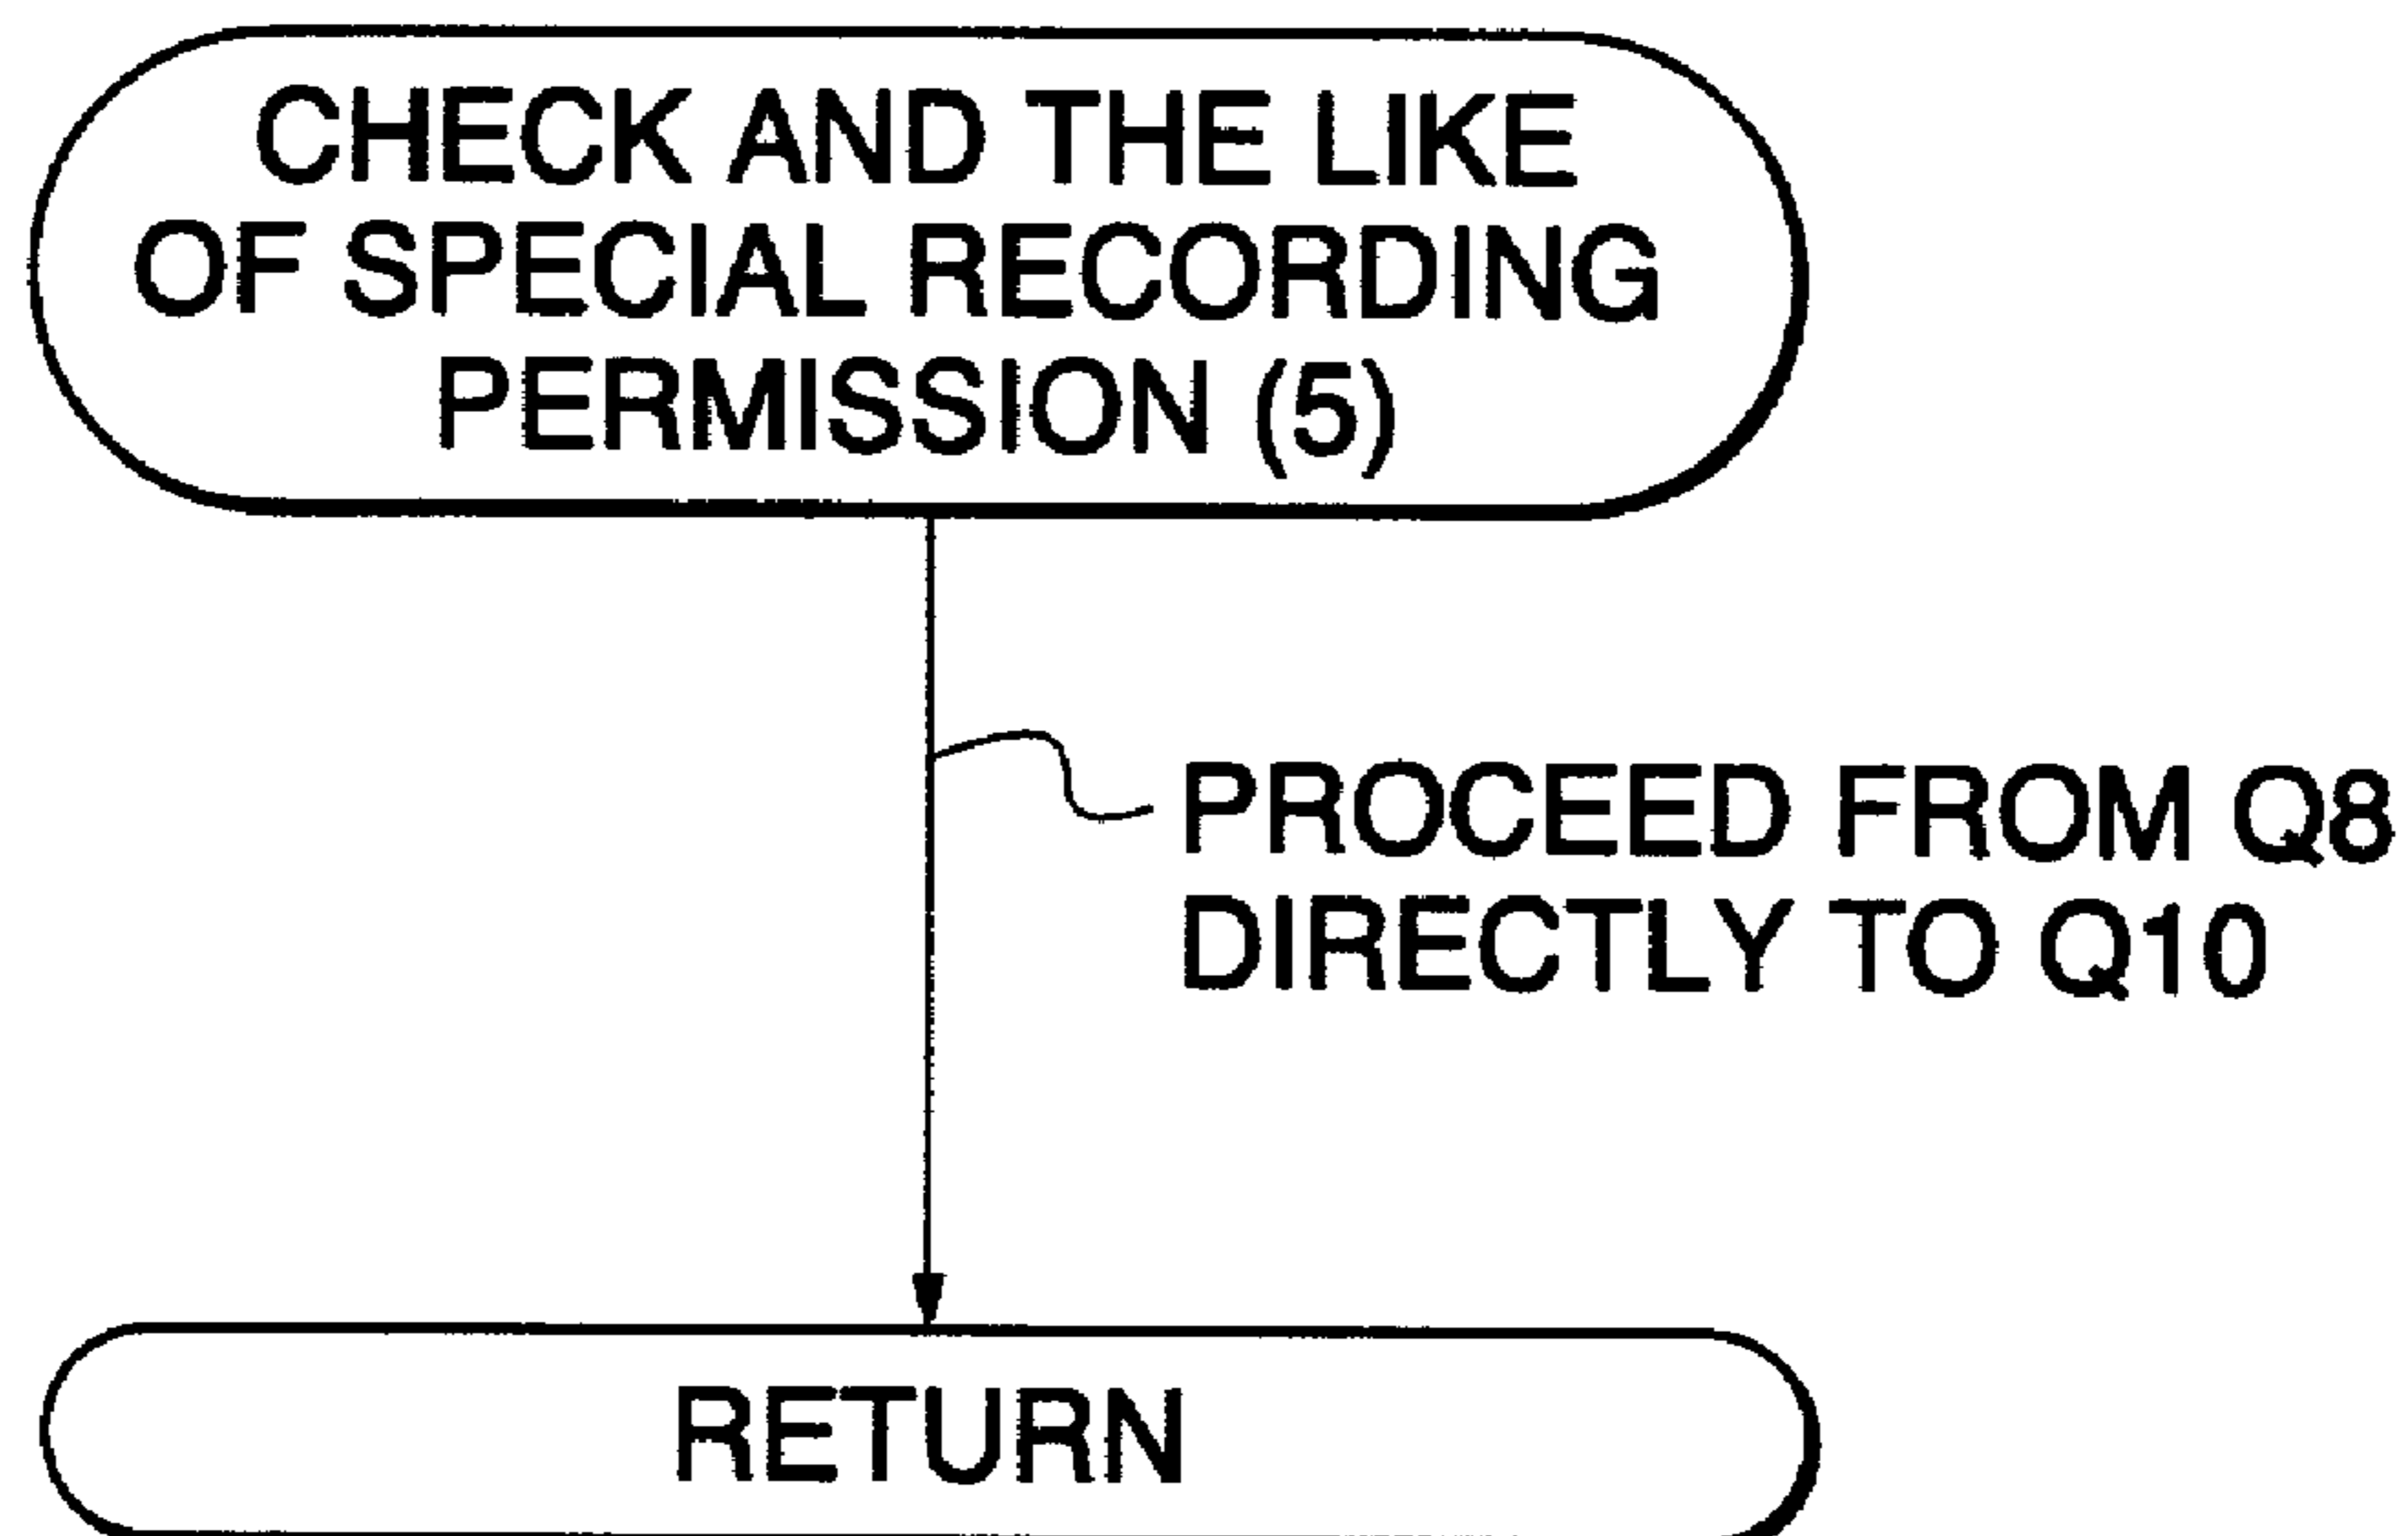 CHECK AND THE LIKE
OF SPECIAL RECORDING
PERMISSION (5)
PROCEED FROM Q8
DIRECTLY TO Q10
RETURN